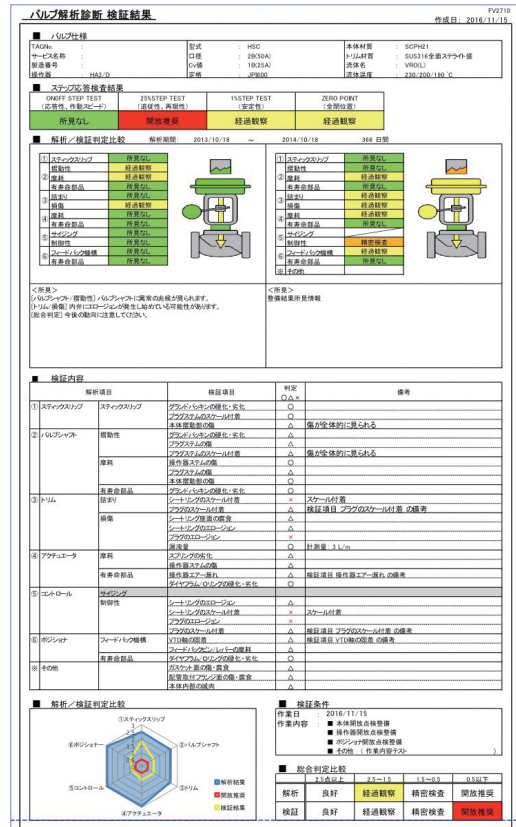 FV2710
バルブ解析診断 検証結果
作成日: 2016/11/15
■ バルブ仕様
TAGNo. :
型式 : HSC
本体材質 : SCPH21
サービス名称 :
口径 : 2B(50A)
トリム材質 : SUS316全面ステライト盛
製造番号 :
Cv値 : 1B(25A)
流体名称 : VRO(L)
操作器 : HA3/D
定格 : JPI600
流体温度 : 230/200/190 ℃
■ ステップ応答検査結果
ONOFF STEP TEST 25%STEP TEST 1%STEP TEST ZERO POINT
(応答性、作動スピード) (追従性、再現性) (安定性) (全閉位置)
所見なし 開放推奨 経過観察 経過観察
■ 解析/検証判定比較 解析期間: 2013/10/18 ～ 2014/10/18 366 日間
① スティックスリップ 所見なし
② 摺動性 経過観察
摩耗 所見なし
有寿命部品 所見なし
③ 詰まり 所見なし
損傷 経過観察
④ 摩耗 所見なし
有寿命部品 所見なし
⑤ サイジング 所見なし
制御性 所見なし
⑥ フィードバック機構 所見なし
有寿命部品 所見なし
① スティックスリップ 所見なし
② 摺動性 経過観察
摩耗 経過観察
有寿命部品 所見なし
③ 詰まり 経過観察
損傷 経過観察
④ 摩耗 経過観察
有寿命部品 経過観察
⑤ サイジング
制御性 精密検査
⑥ フィードバック機構 経過観察
有寿命部品 所見なし
※ その他
<所見>
[バルブシャフト/摺動性] バルブシャフトに異常の兆候が見られます。
[トリム/損傷] 内弁にエロージョンが発生し始めている可能性があります。
[総合判定] 今後の動向に注意してください。
<所見>
整備結果所見情報
■ 検証内容
解析項目 検証項目 判定 備考
○△×
① スティックスリップ スティックスリップ グランドパッキンの硬化・劣化 ○
プラグステムのスケール付着 △
本体摺動部の傷 △ 傷が全体的に見られる
② バルブシャフト 摺動性 グランドパッキンの硬化・劣化 ○
プラグステムの傷 △
プラグステムのスケール付着 △ 傷が全体的に見られる
摩耗 操作器ステムの傷 ○
プラグステムの傷 △
本体摺動部の傷 △
有寿命部品 グランドパッキンの硬化・劣化 ○
③ トリム 詰まり シートリングのスケール付着 × スケール付着
プラグのスケール付着 △ 検証項目 プラグのスケール付着 の備考
損傷 シートリング座面の腐食 △
シートリングのエロージョン △
プラグのエロージョン ×
漏洩量 ○ 計測量: 3 L/m
④ アクチュエータ 摩耗 スプリングの劣化 △
操作器ステムの傷 △
有寿命部品 操作器エアー漏れ △ 検証項目 操作器エアー漏れ の備考
ダイヤフラム/Oリングの硬化・劣化 ○
⑤ コントロール サイジング
制御性 シートリングのエロージョン △
シートリングのスケール付着 × スケール付着
プラグのエロージョン ×
プラグのスケール付着 △ 検証項目 プラグのスケール付着 の備考
⑥ ポジショナ フィードバック機構 VTD軸の固着 △ 検証項目 VTD軸の固着 の備考
フィードバックピン/レバーの摩耗 △
有寿命部品 ダイヤフラム/Oリングの硬化・劣化 ○
※ その他 ガスケット面の傷・腐食 △
配管取付フランジ面の傷・腐食 △
本体内部の減肉 △
■ 解析/検証判定比較
①スティックスリップ
②バルブシャフト
③トリム
④アクチュエータ
⑤コントロール
⑥ポジショナー
解析結果
開放推奨
検証結果
■ 検証条件
作業日 : 2016/11/15
作業内容 : ■ 本体開放点検整備
■ 操作器開放点検整備
■ ポジショナ開放点検整備
■ その他 ( 作業内容テスト )
■ 総合判定比較
2.5点以上 2.5～1.5 1.5～0.5 0.5以下
解析 良好 経過観察 精密検査 開放推奨
検証 良好 経過観察 精密検査 開放推奨